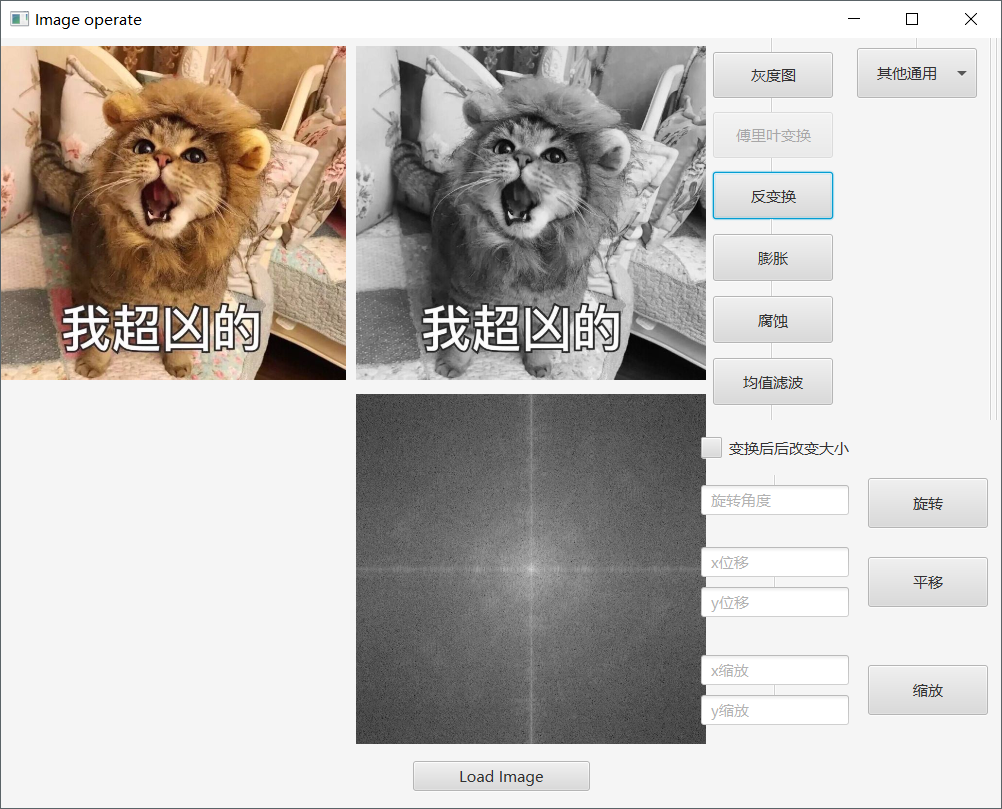 Image operate
我超凶的
我超凶的
灰度图
其他通用
傅里叶变换
反变换
膨胀
腐蚀
均值滤波
变换后后改变大小
旋转角度
旋转
x位移
平移
y位移
x缩放
缩放
y缩放
Load Image